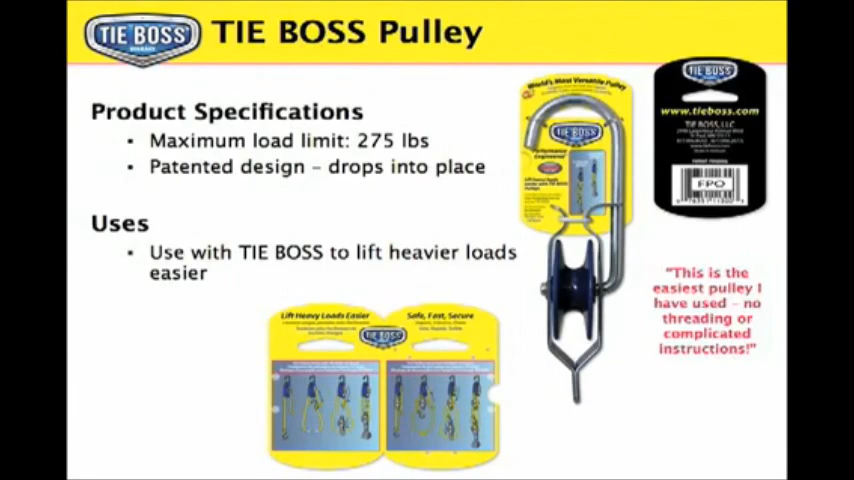 TIE BOSS
TIE BOSS Pulley
Product Specifications
▪ Maximum load limit: 275 lbs
▪ Patented design – drops into place
Uses
▪ Use with TIE BOSS to lift heavier loads
easier
World's Most Versatile Pulley
TIE BOSS
Performance
Engineered
TIE BOSS
www.tieboss.com
TIE BOSS, LLC
FPO
"This is the
easiest pulley I
have used – no
threading or
complicated
instructions!"
Lift Heavy Loads Easier
Safe, Fast, Secure
TIE BOSS